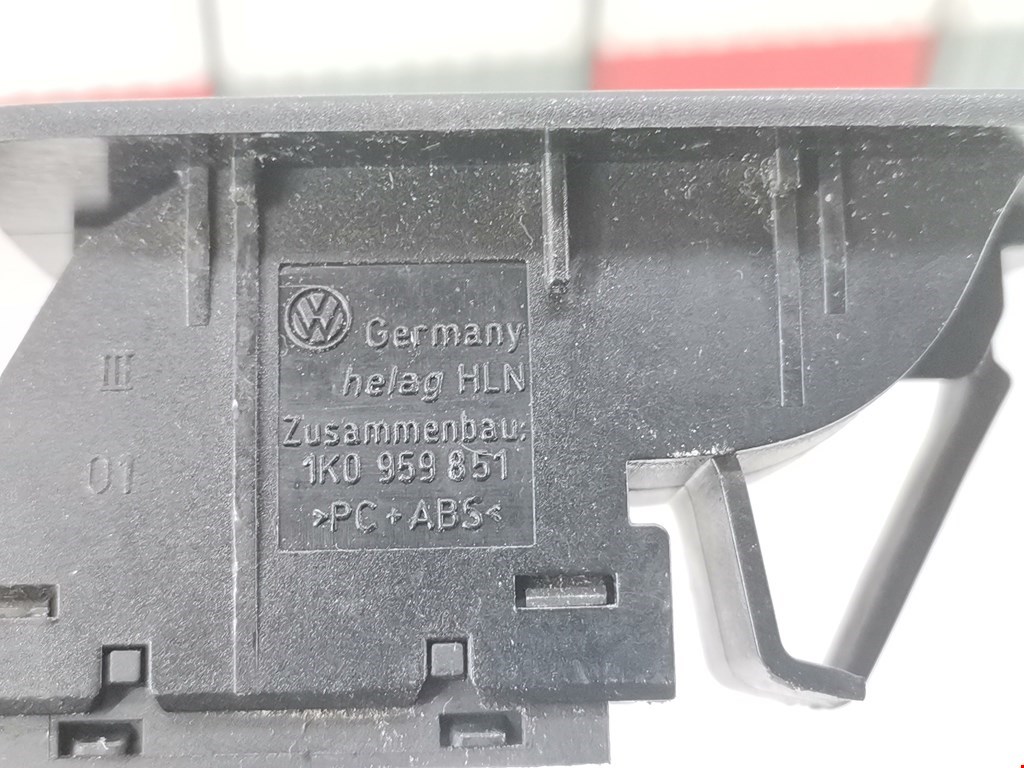 VW Germany
helag HLN
Zusammenbau:
1K0 959 851
>PC+ABS<
III
01